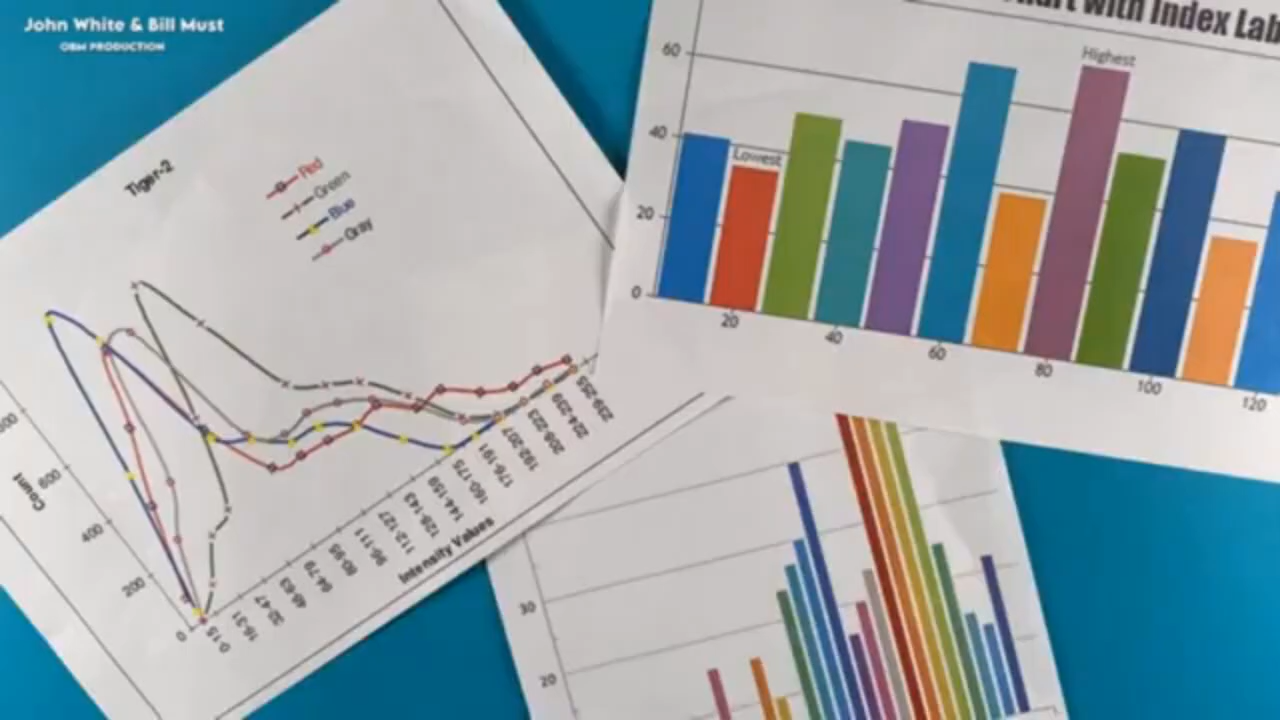 John White & Bill Must
OBM PRODUCTION
Tiger-2
Red
Green
Blue
Gray
Count
800
600
400
200
0
0-15
16-31
32-47
48-63
64-79
80-95
96-111
112-127
128-143
144-159
160-175
176-191
192-207
208-223
224-239
239-255
Intensity Values
with Index Lab
60
40
20
0
Highest
Lowest
20
40
60
80
100
120
30
20